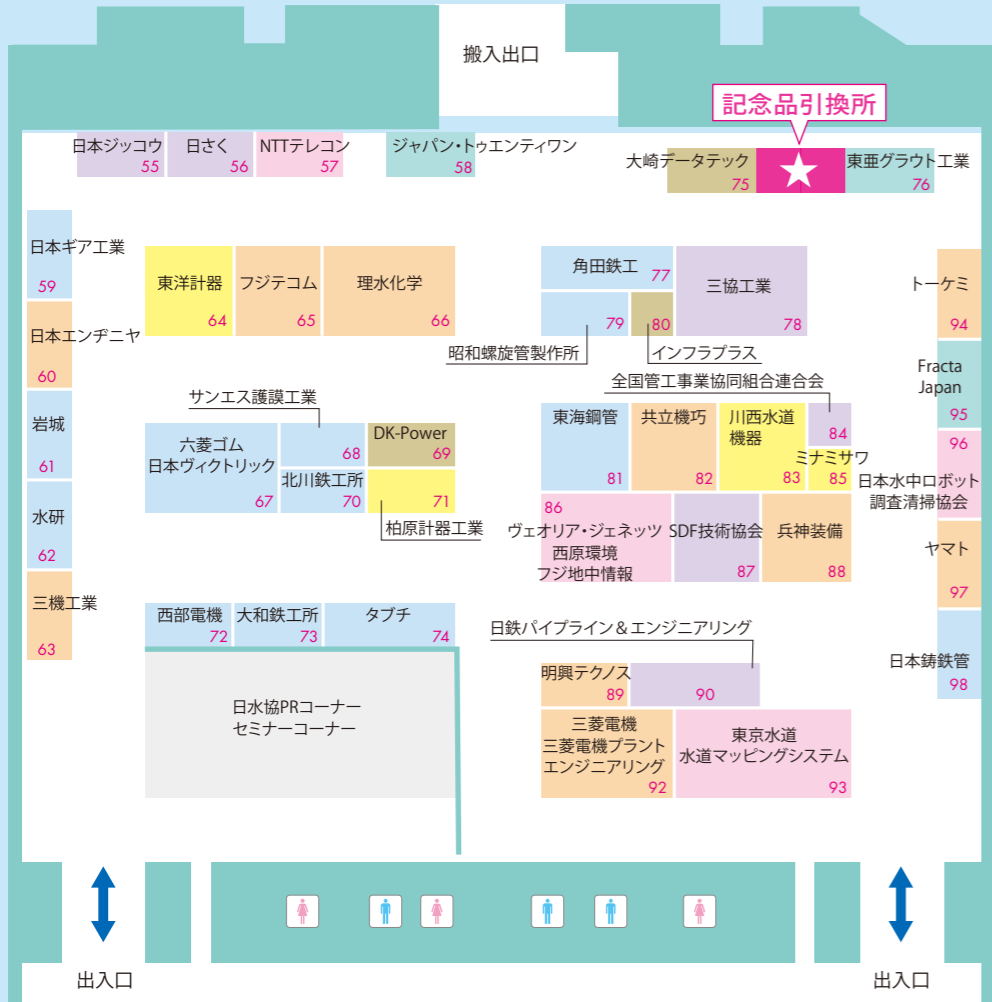 搬入出口
記念品引換所
日本ジッコウ
55
日さく
56
NTTテレコン
57
ジャパン・トゥエンティワン
58
大崎データテック
75
東亜グラウト工業
76
日本ギア工業
59
日本エンヂニヤ
60
岩城
61
水研
62
三機工業
63
東洋計器
64
フジテコム
65
理水化学
66
角田鉄工
77
三協工業
78
79
昭和螺旋管製作所
80
インフラプラス
トーケミ
94
Fracta
Japan
95
96
日本水中ロボット
調査清掃協会
ヤマト
97
日本鋳鉄管
98
サンエス護膜工業
六菱ゴム
日本ヴィクトリック
67
68
DK-Power
69
北川鉄工所
70
71
柏原計器工業
全国管工事業協同組合連合会
東海鋼管
81
共立機巧
82
川西水道
機器
83
84
ミナミサワ
85
86
ヴェオリア・ジェネッツ
西原環境
フジ地中情報
SDF技術協会
87
兵神装備
88
西部電機
72
大和鉄工所
73
タブチ
74
日水協PRコーナー
セミナーコーナー
日鉄パイプライン＆エンジニアリング
明興テクノス
89
90
三菱電機
三菱電機プラント
エンジニアリング
92
東京水道
水道マッピングシステム
93
出入口
出入口